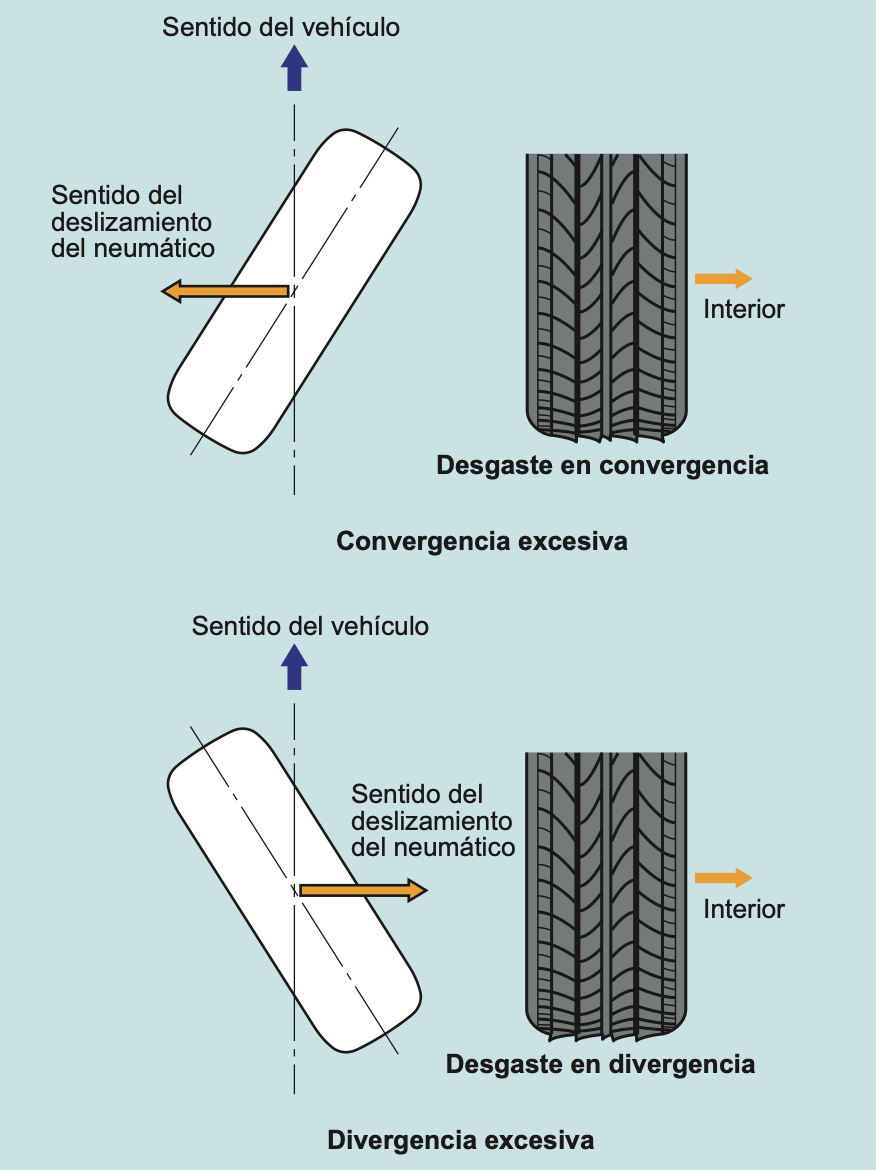 Sentido del vehículo
Sentido del
deslizamiento
del neumático
Interior
Desgaste en convergencia
Convergencia excesiva
Sentido del vehículo
Sentido del
deslizamiento
del neumático
Interior
Desgaste en divergencia
Divergencia excesiva